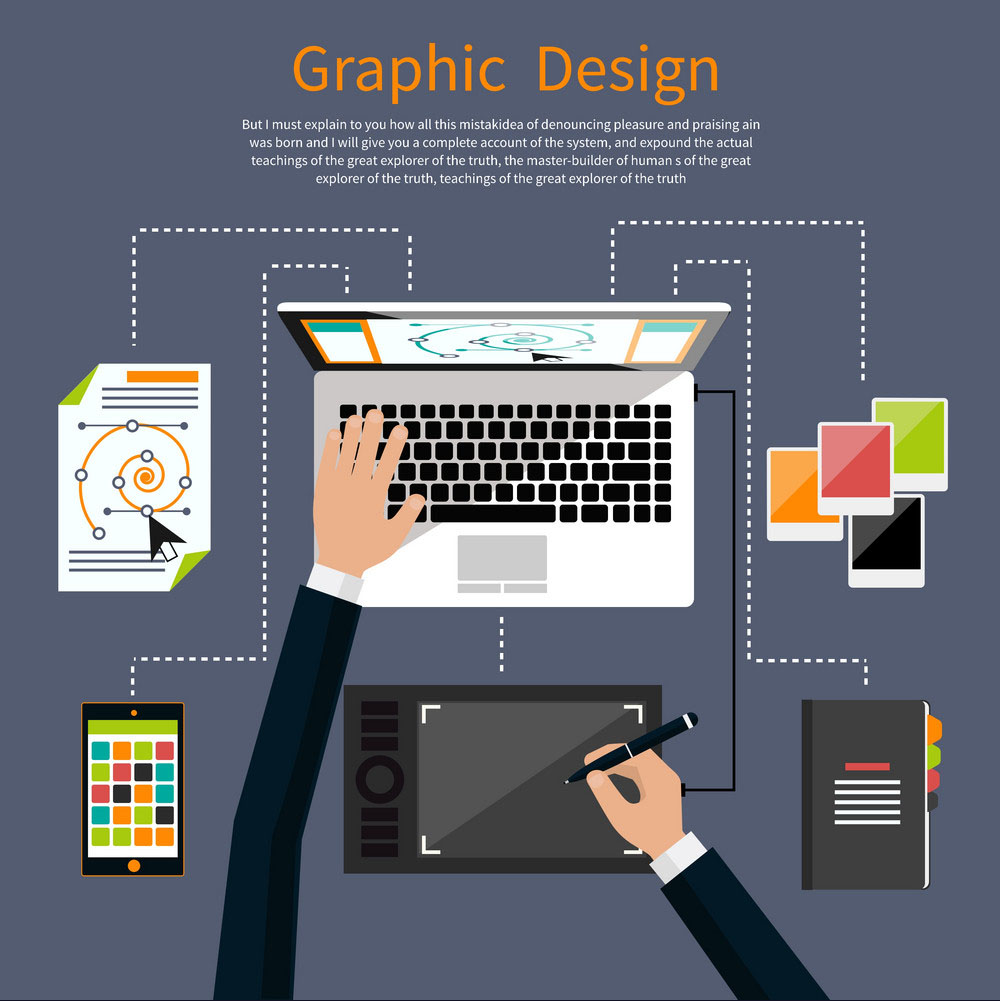 Graphic Design
But I must explain to you how all this mistakidea of denouncing pleasure and praising ain
was born and I will give you a complete account of the system, and expound the actual
teachings of the great explorer of the truth, the master-builder of human s of the great
explorer of the truth, teachings of the great explorer of the truth